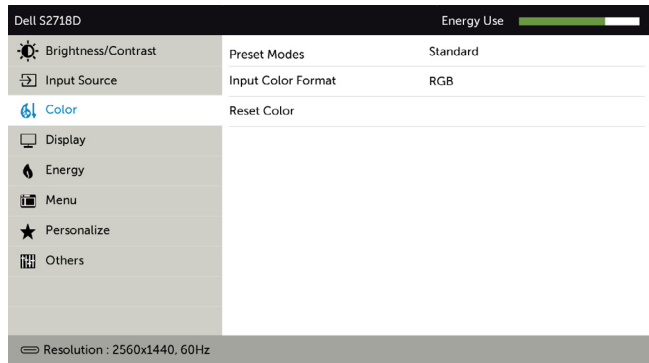 Dell S2718D Energy Use
Brightness/Contrast
Input Source
Color
Display
Energy
Menu
Personalize
Others
Preset Modes Standard
Input Color Format RGB
Reset Color
Resolution : 2560x1440, 60Hz